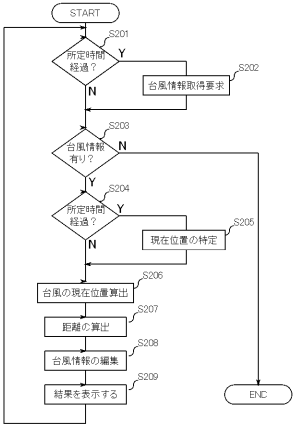 START
S201
所定時間
経過？
Y
N
S202
台風情報取得要求
S203
台風情報
有り？
N
Y
S204
所定時間
経過？
Y
N
S205
現在位置の特定
S206
台風の現在位置算出
S207
距離の算出
S208
台風情報の編集
S209
結果を表示する
END